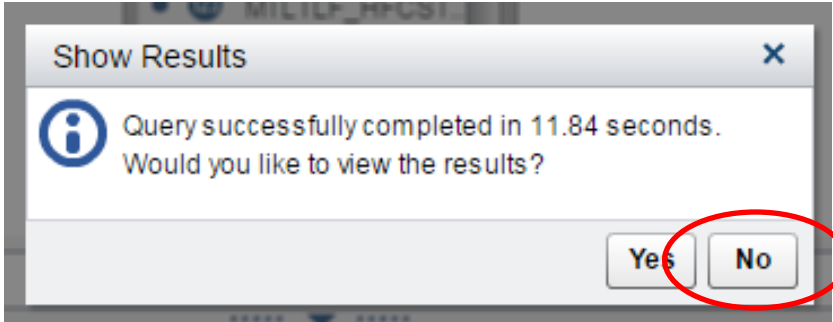 Show Results
Query successfully completed in 11.84 seconds.
Would you like to view the results?
Yes
No